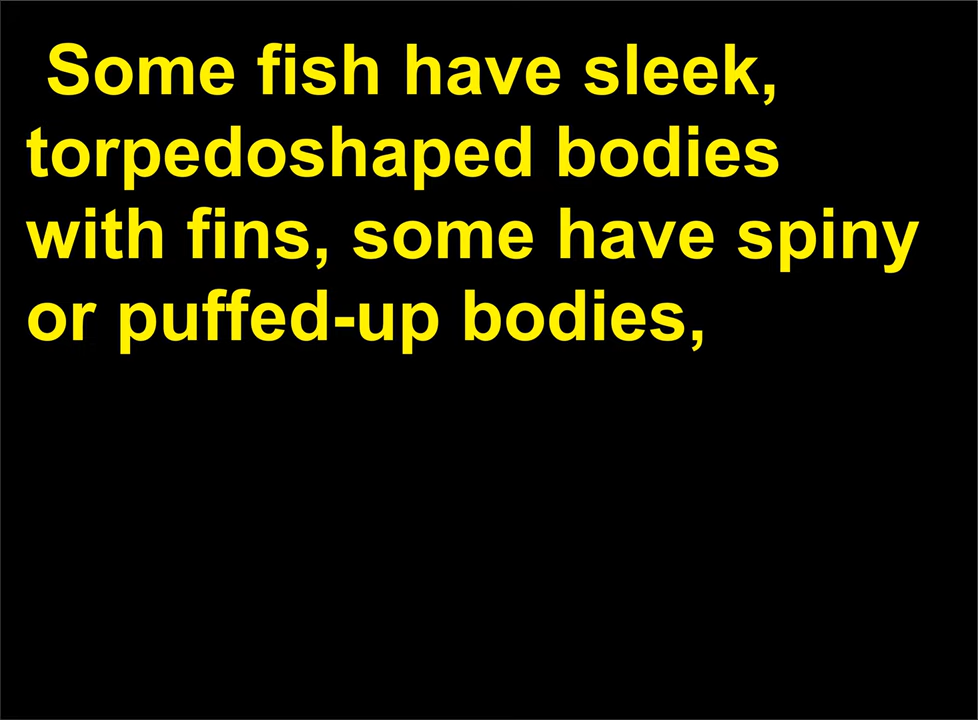 Some fish have sleek,
torpedoshaped bodies
with fins, some have spiny
or puffed-up bodies,